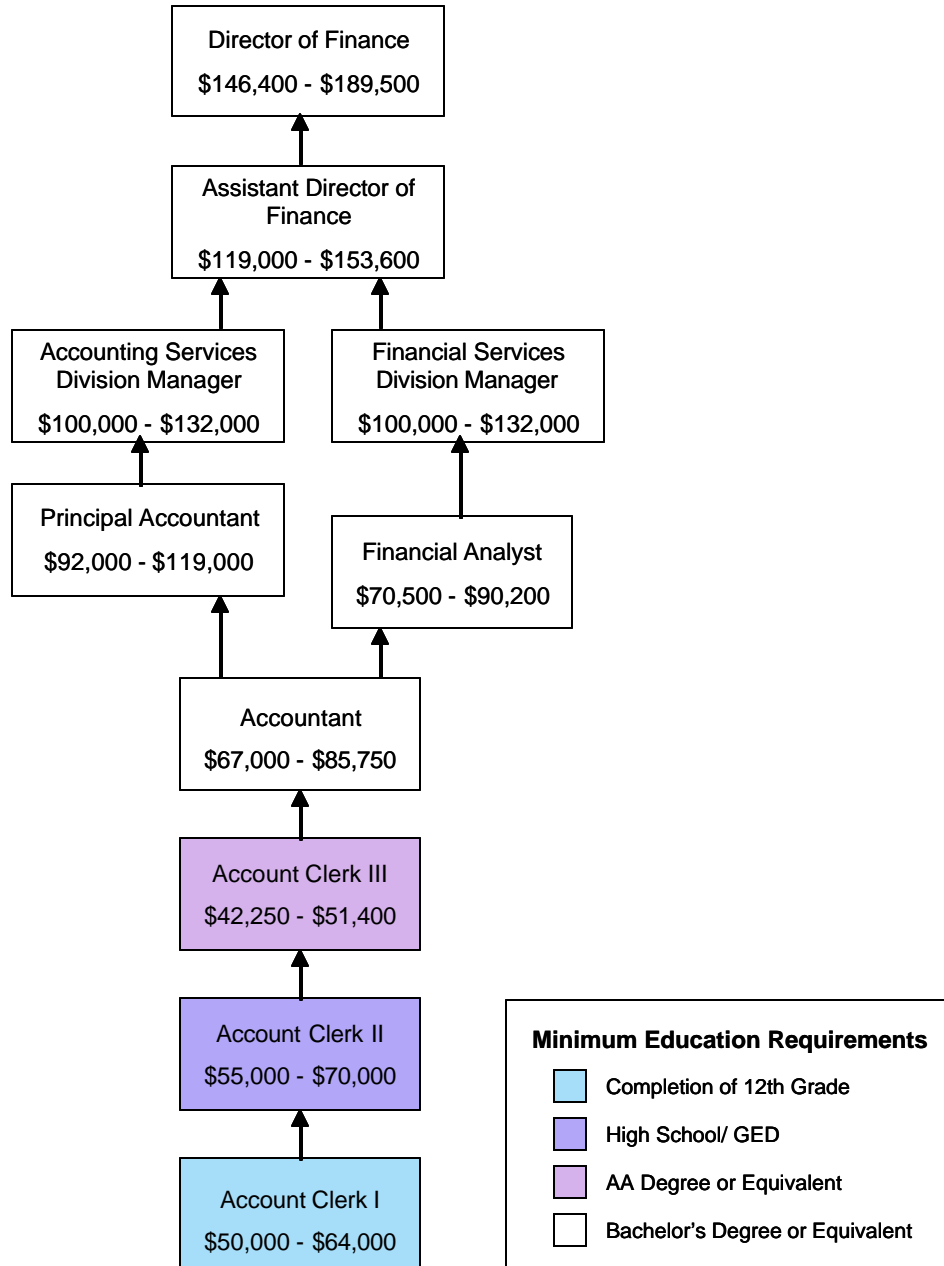 Director of Finance
$146,400 - $189,500
Assistant Director of
Finance
$119,000 - $153,600
Accounting Services
Division Manager
$100,000 - $132,000
Financial Services
Division Manager
$100,000 - $132,000
Principal Accountant
$92,000 - $119,000
Financial Analyst
$70,500 - $90,200
Accountant
$67,000 - $85,750
Account Clerk III
$42,250 - $51,400
Account Clerk II
$55,000 - $70,000
Account Clerk I
$50,000 - $64,000
Minimum Education Requirements
Completion of 12th Grade
High School/ GED
AA Degree or Equivalent
Bachelor's Degree or Equivalent